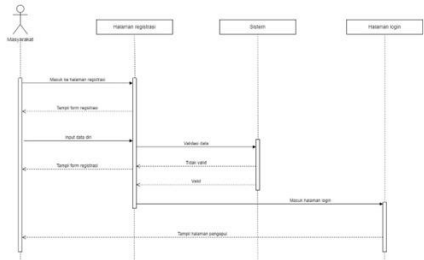 Halaman registrasi
Sistem
Halaman login
Masyarakat
Masuk ke halaman registrasi
Tampil form registrasi
Input data diri
Validasi data
Tidak valid
Tampil form registrasi
Valid
Masuk halaman login
Tampil halaman